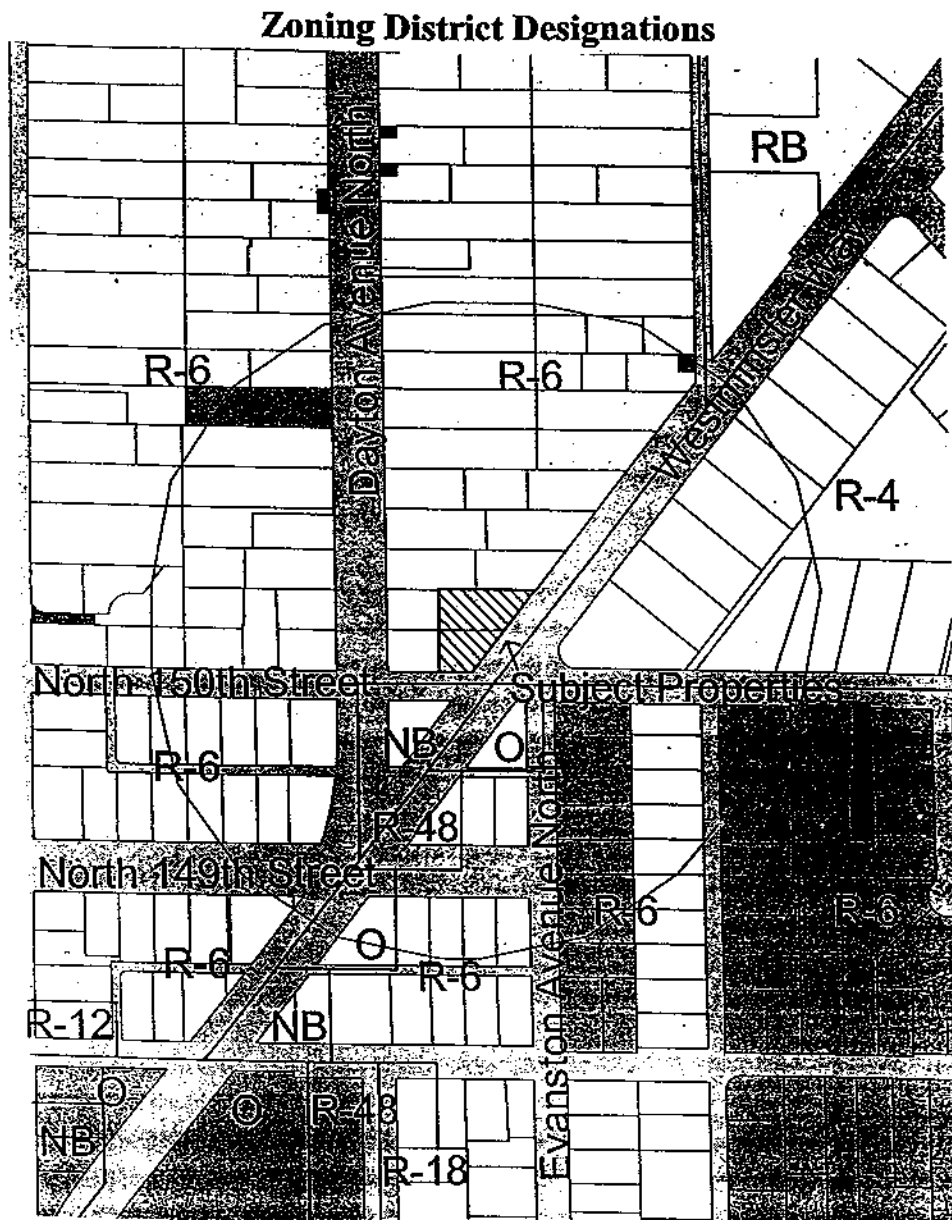 Zoning District Designations
RB
Dayton Avenue North
Westminster Way
R-6
R-6
R-4
North 150th Street
Subject Properties
NB
O
R-6
R-48
North 149th Street
Evanston Avenue North
R-6
R-6
O
R-6
R-6
R-12
NB
O
O
R-48
NB
R-18